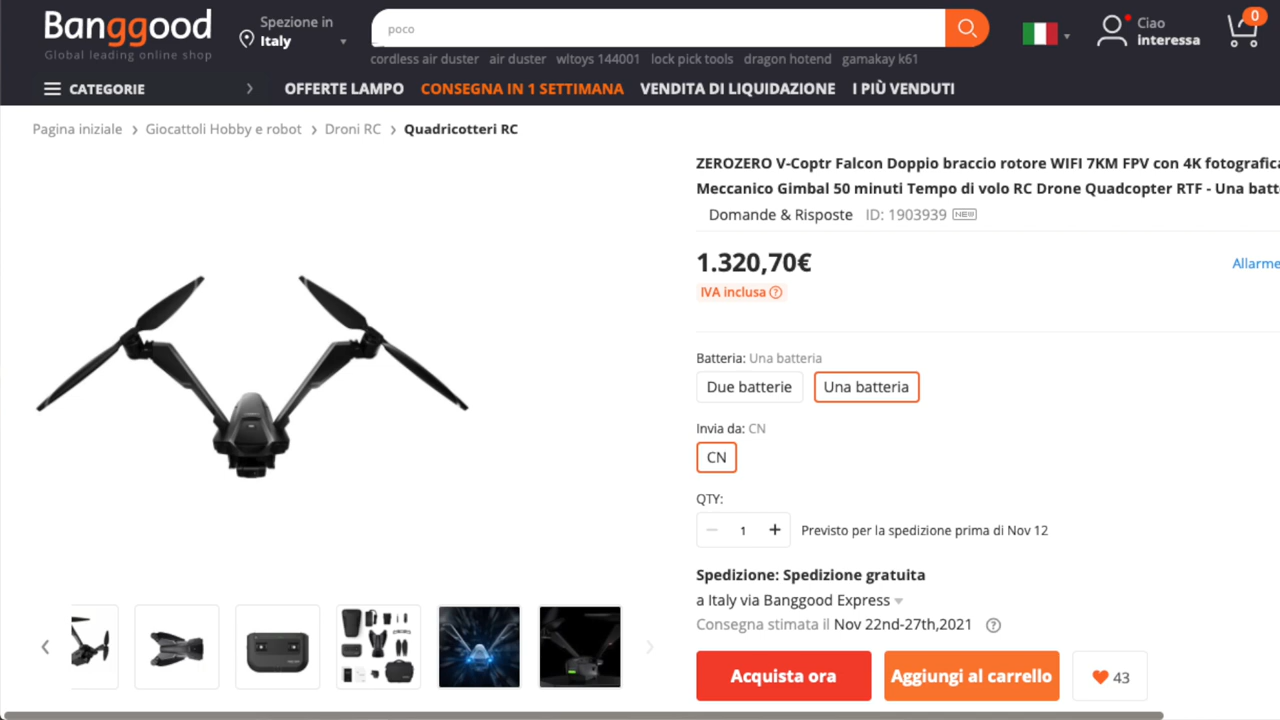 Banggood
Global leading online shop
Spezione in
Italy
poco
cordless air duster air duster wltoys 144001 lock pick tools dragon hotend gamakay k61
Ciao
interessa
0
CATEGORIE
OFFERTE LAMPO CONSEGNA IN 1 SETTIMANA VENDITA DI LIQUIDAZIONE I PIÙ VENDUTI
Pagina iniziale > Giocattoli Hobby e robot > Droni RC > Quadricotteri RC
ZEROZERO V-Coptr Falcon Doppio braccio rotore WIFI 7KM FPV con 4K fotografica
Meccanico Gimbal 50 minuti Tempo di volo RC Drone Quadcopter RTF - Una batt
Domande & Risposte ID: 1903939 NEW
1.320,70€
Allarme
IVA inclusa ?
Batteria: Una batteria
Due batterie Una batteria
Invia da: CN
CN
QTY:
− 1 + Previsto per la spedizione prima di Nov 12
Spedizione: Spedizione gratuita
a Italy via Banggood Express
Consegna stimata il Nov 22nd-27th,2021 ?
Acquista ora Aggiungi al carrello 43